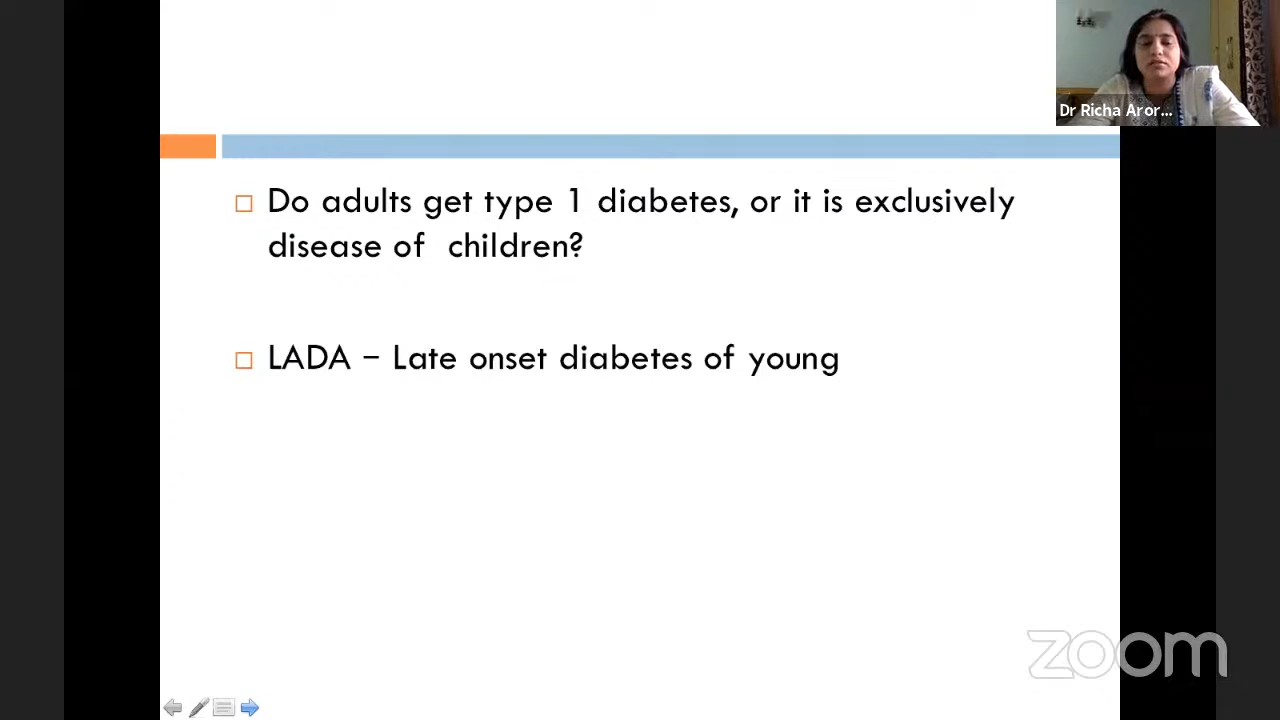 Dr Richa Aror...
Do adults get type 1 diabetes, or it is exclusively
disease of children?
LADA – Late onset diabetes of young
zoom